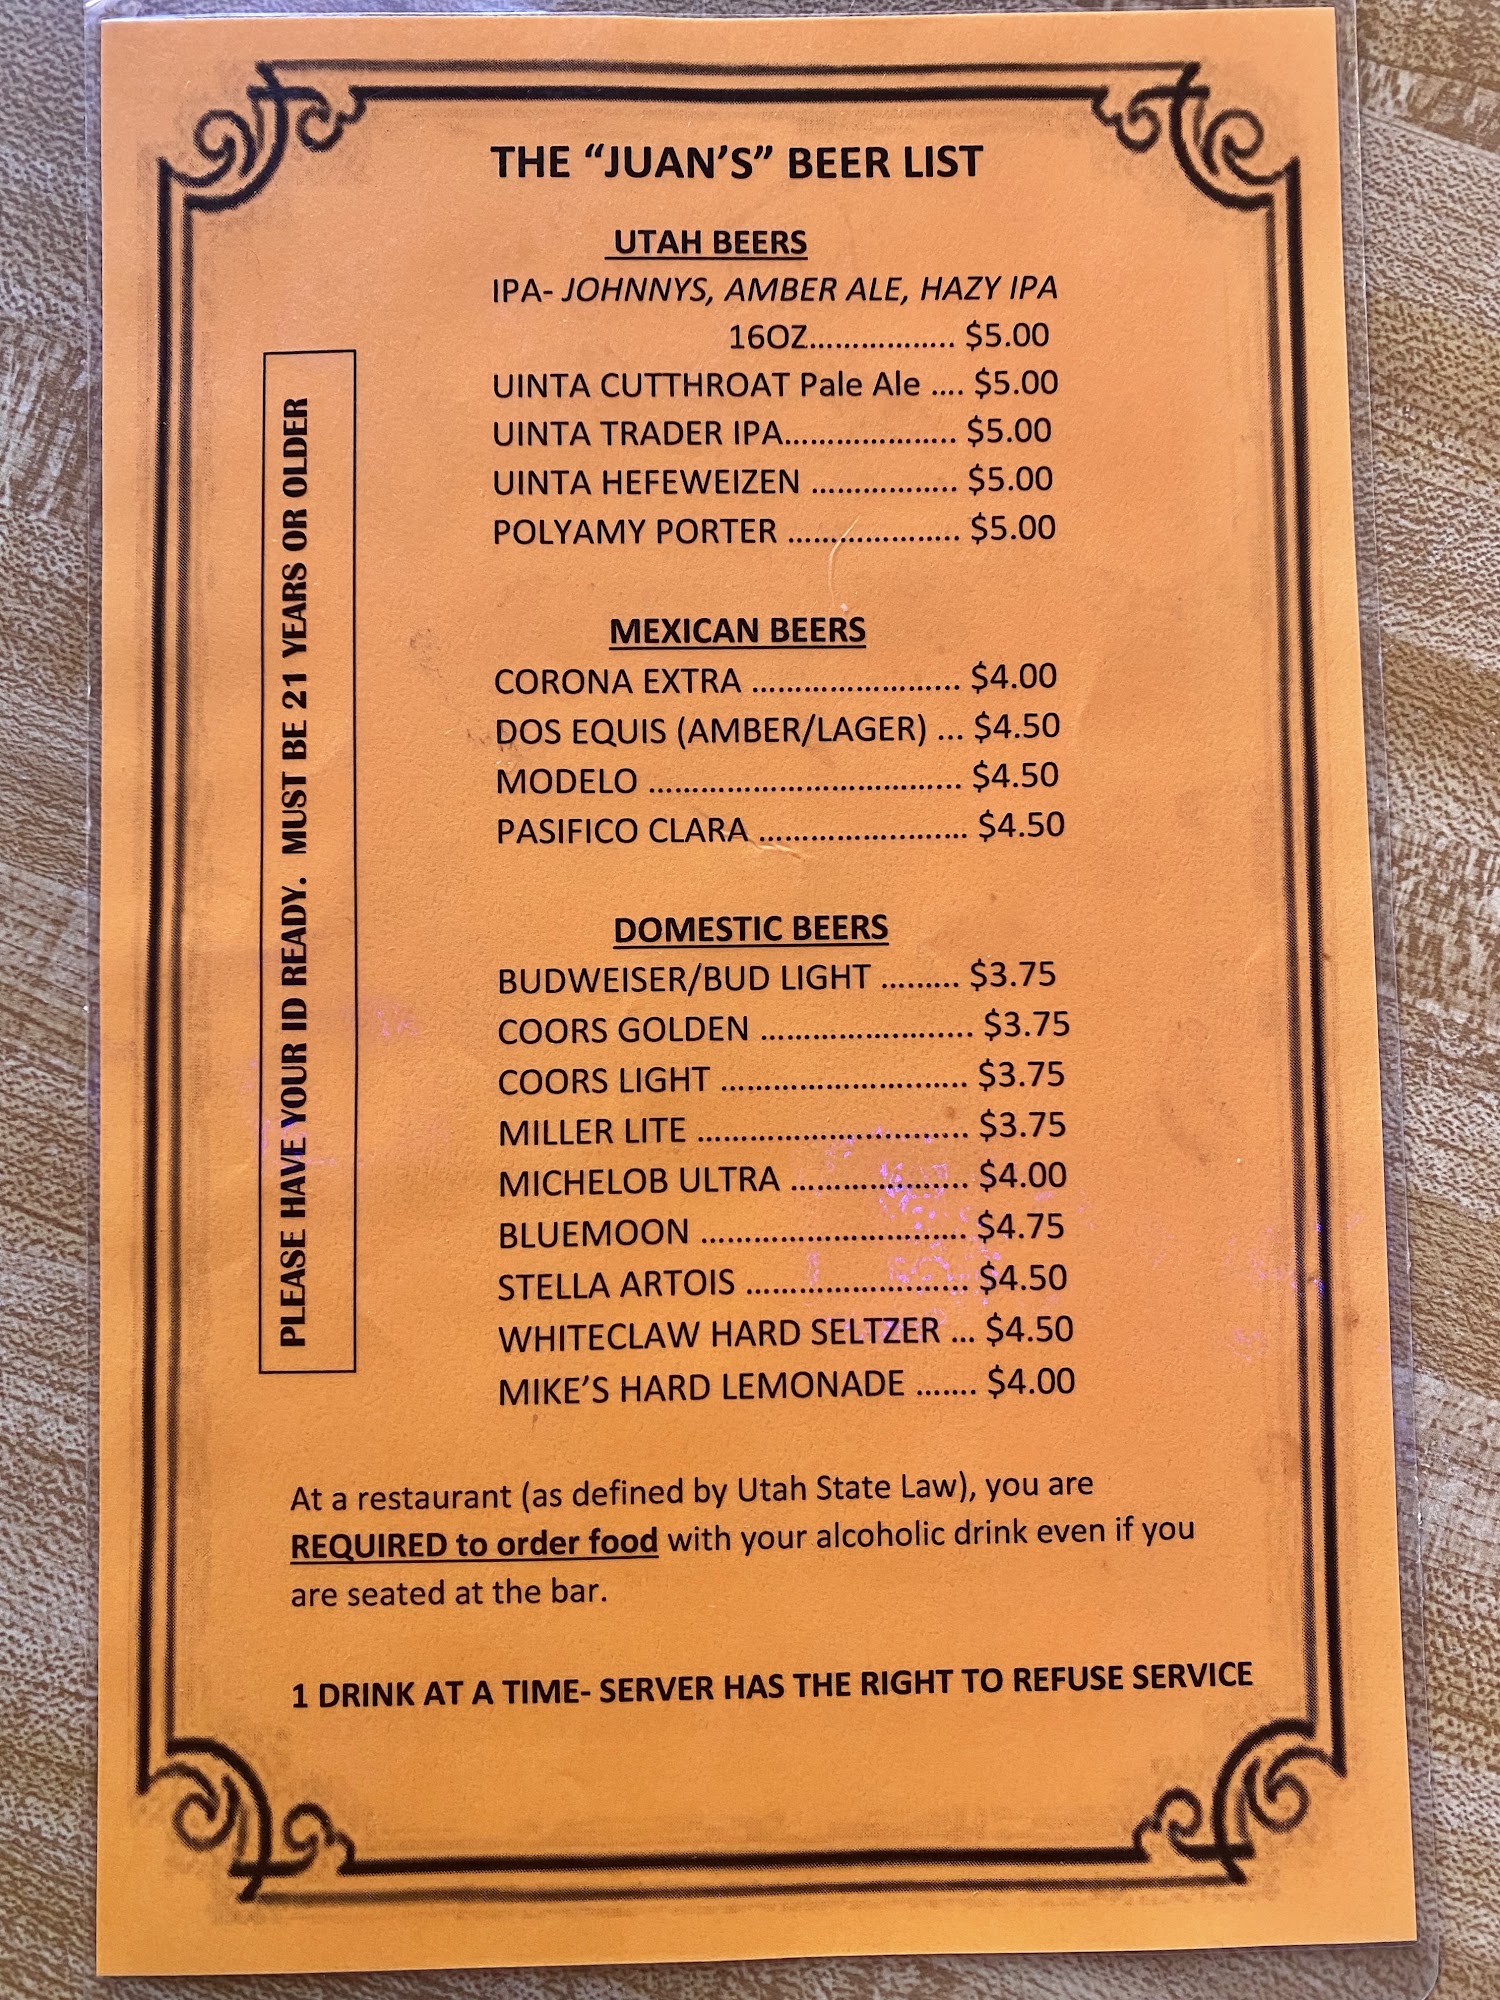 THE “JUAN’S” BEER LIST
UTAH BEERS
IPA- JOHNNYS, AMBER ALE, HAZY IPA
16OZ................. $5.00
UINTA CUTTHROAT Pale Ale .... $5.00
UINTA TRADER IPA.................... $5.00
UINTA HEFEWEIZEN ................. $5.00
POLYAMY PORTER .................... $5.00
MEXICAN BEERS
CORONA EXTRA ........................ $4.00
DOS EQUIS (AMBER/LAGER) ... $4.50
MODELO .................................... $4.50
PASIFICO CLARA ........................ $4.50
DOMESTIC BEERS
BUDWEISER/BUD LIGHT ......... $3.75
COORS GOLDEN ........................ $3.75
COORS LIGHT ............................ $3.75
MILLER LITE ............................... $3.75
MICHELOB ULTRA .................... $4.00
BLUEMOON .............................. $4.75
STELLA ARTOIS ......................... $4.50
WHITECLAW HARD SELTZER ... $4.50
MIKE’S HARD LEMONADE ....... $4.00
PLEASE HAVE YOUR ID READY. MUST BE 21 YEARS OR OLDER
At a restaurant (as defined by Utah State Law), you are
REQUIRED to order food with your alcoholic drink even if you
are seated at the bar.
1 DRINK AT A TIME- SERVER HAS THE RIGHT TO REFUSE SERVICE